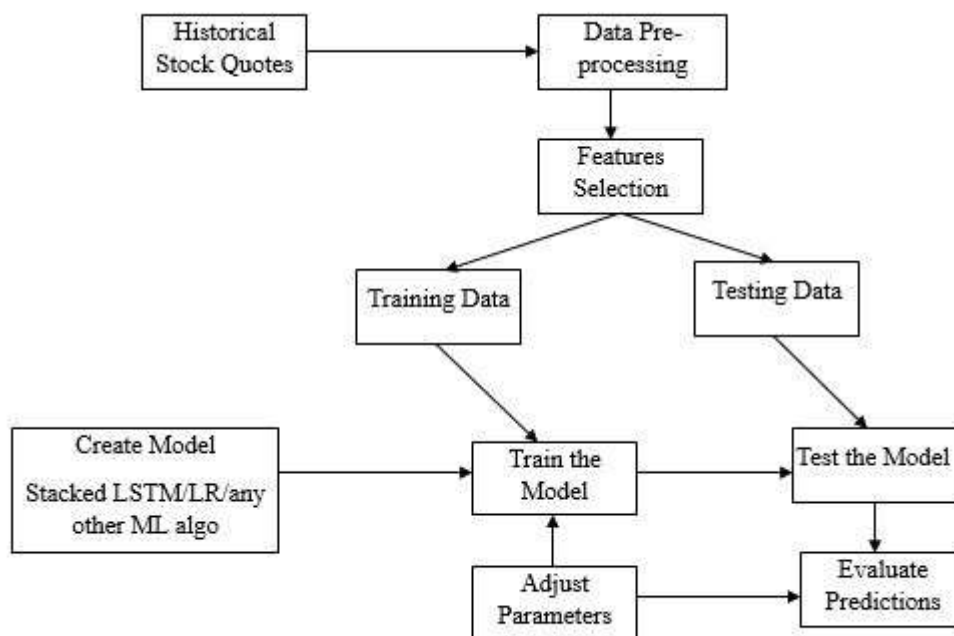 Historical
Stock Quotes
Data Pre-
processing
Features
Selection
Training Data
Testing Data
Create Model
Stacked LSTM/LR/any
other ML algo
Train the
Model
Test the Model
Adjust
Parameters
Evaluate
Predictions